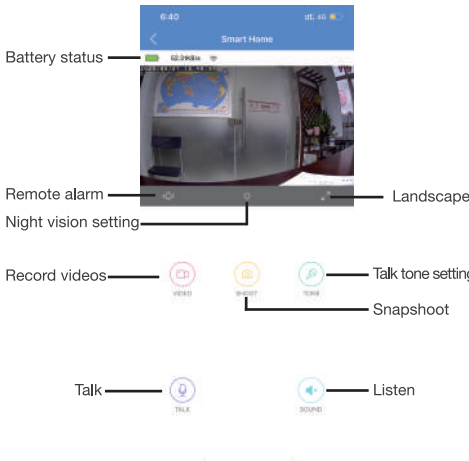 6:40
4G
Smart Home
Battery status
Remote alarm
Landscape
Night vision setting
Record videos
Talk tone setting
VIDEO
SHOOT
TONE
Snapshoot
Talk
Listen
TALK
SOUND